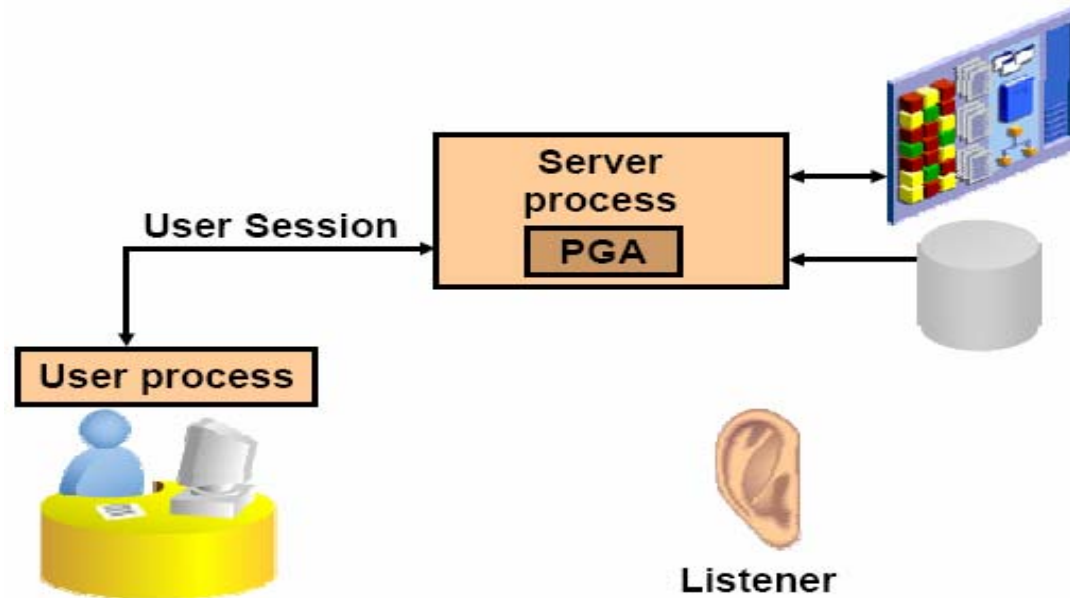 Server
process
PGA
User Session
User process
Listener